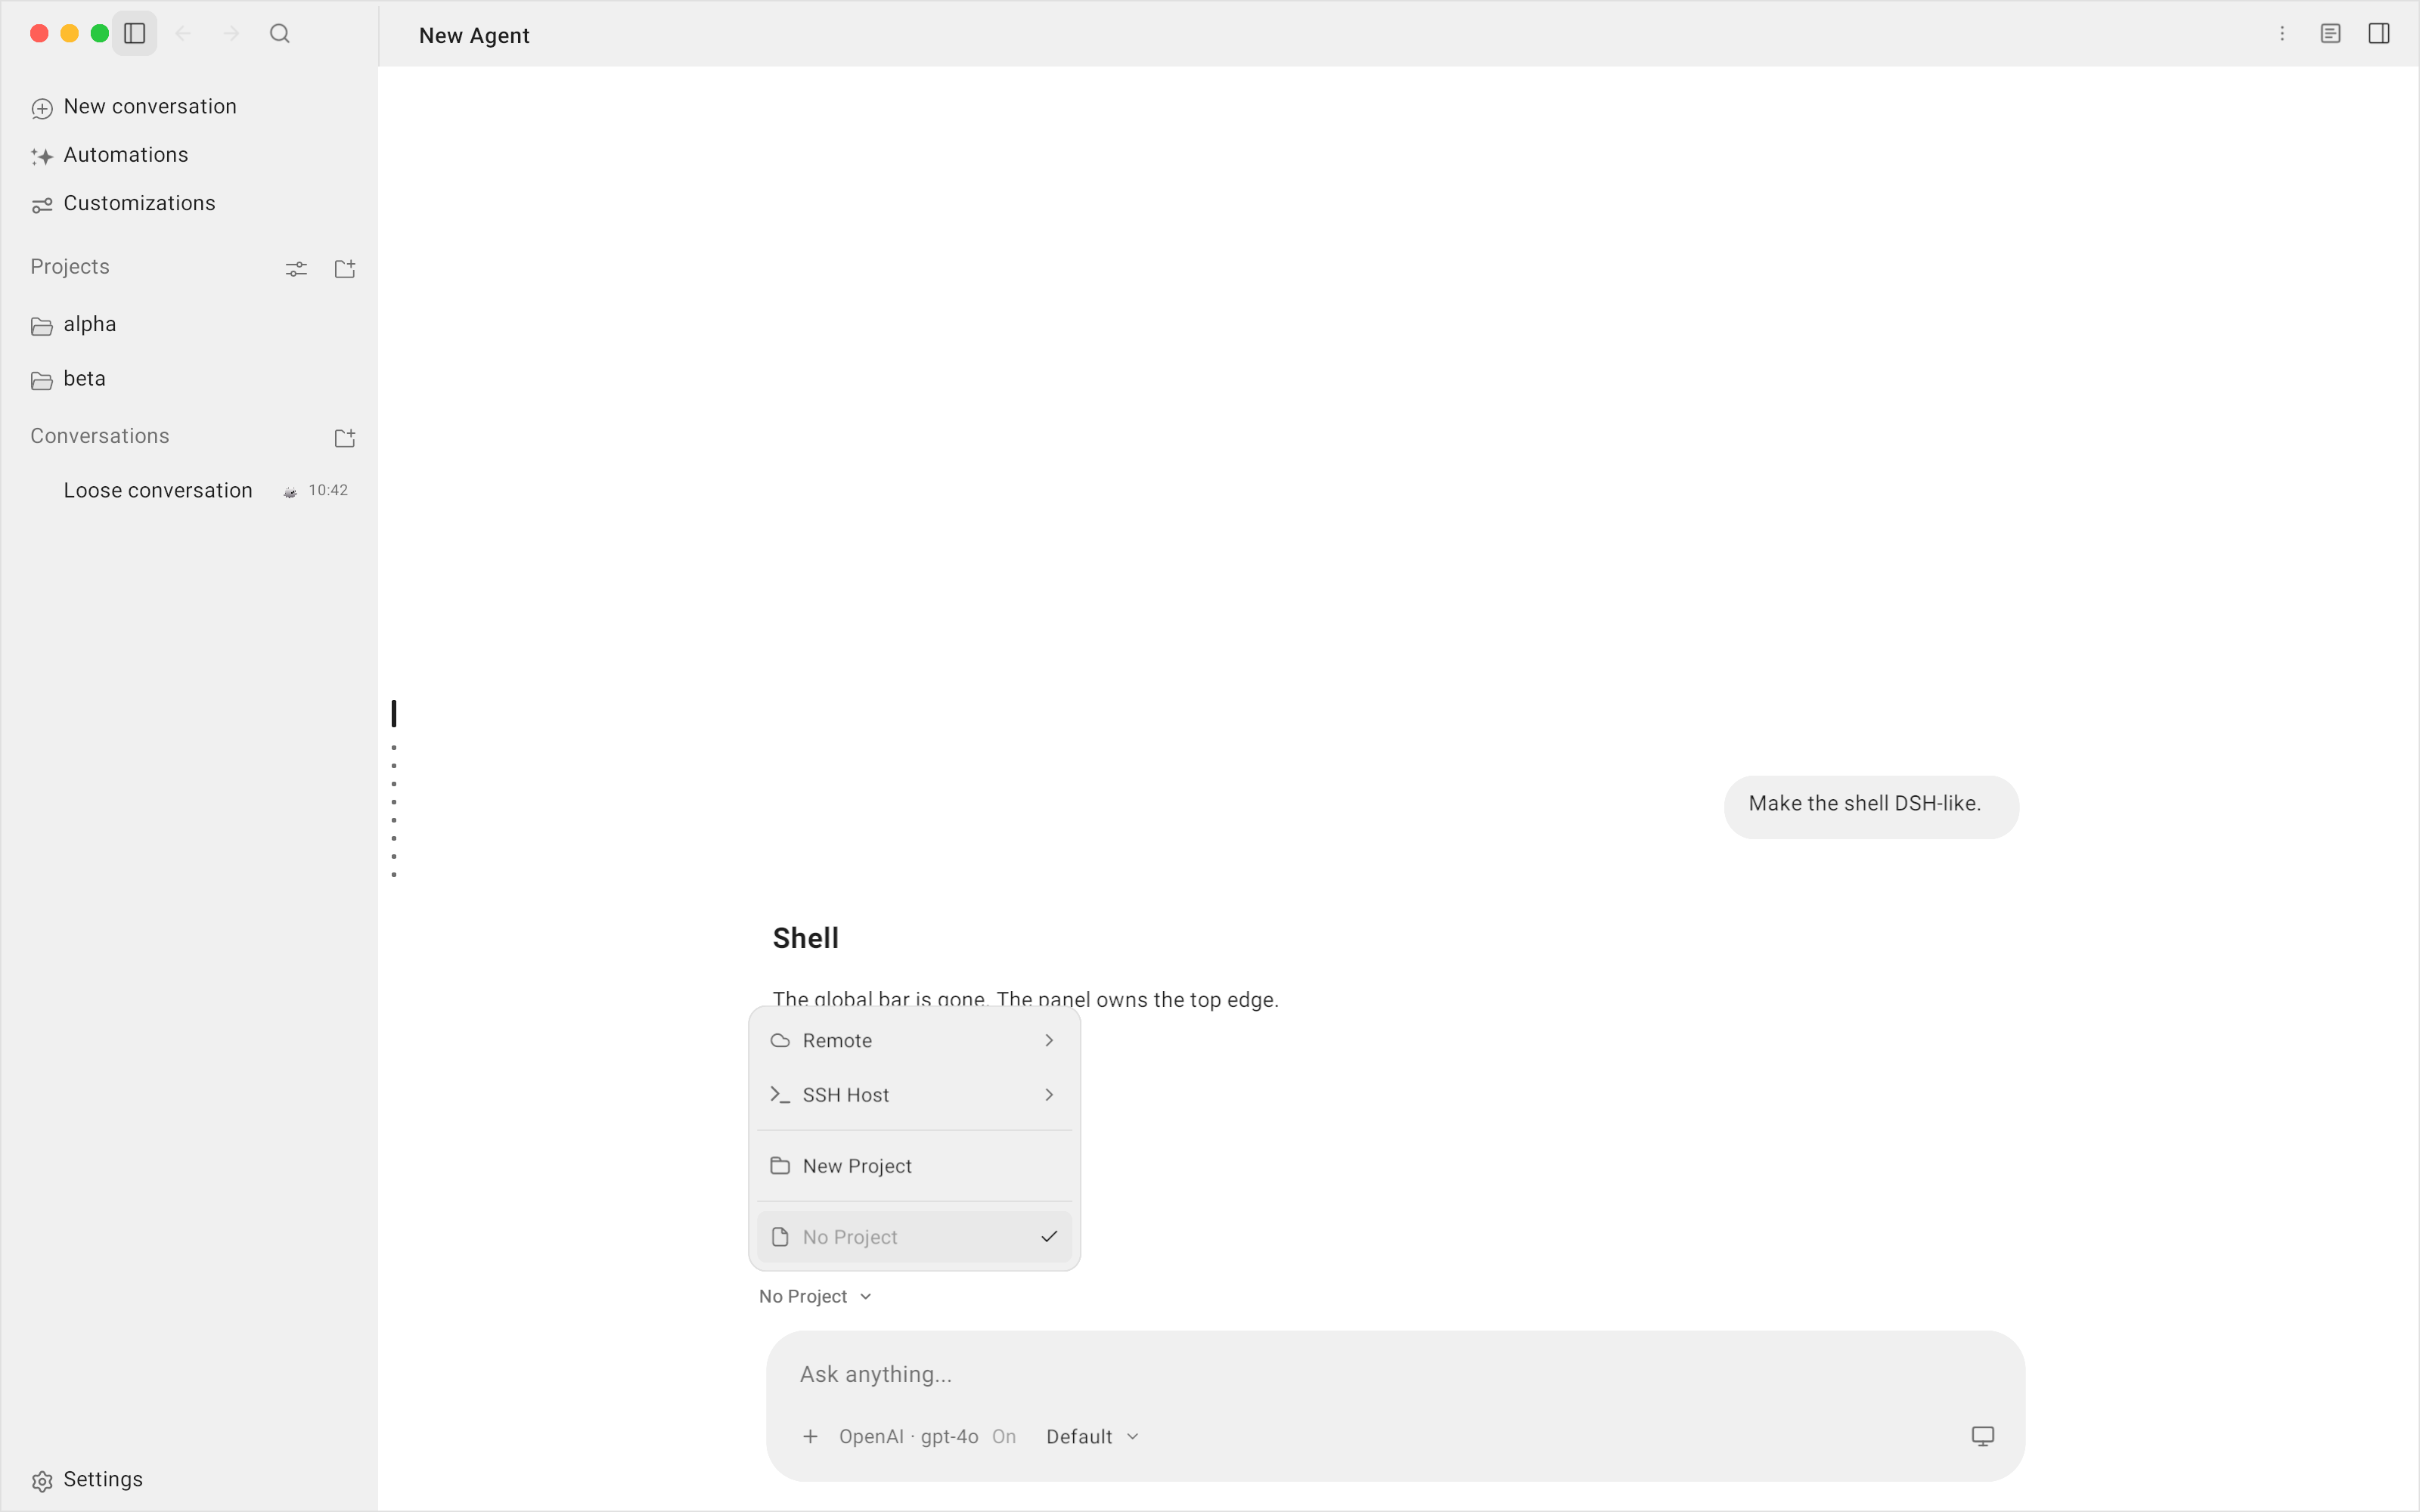 New Agent
New conversation
Automations
Customizations
Projects
alpha
beta
Conversations
Loose conversation 10:42
Settings
Make the shell DSH-like.
Shell
The global bar is gone. The panel owns the top edge.
Remote
SSH Host
New Project
No Project
No Project
Ask anything...
OpenAI · gpt-4o On Default